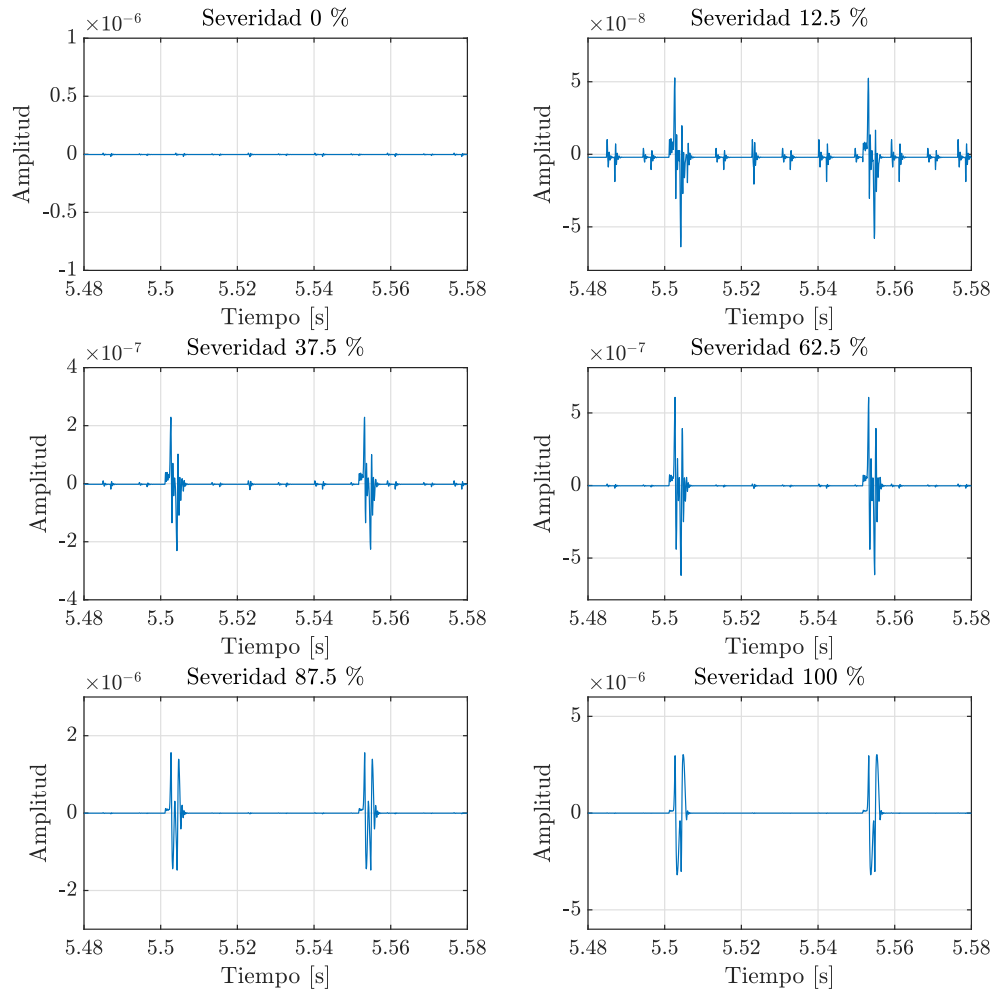 ×10⁻⁶ Severidad 0 %
1
0.5
0
-0.5
-1
Amplitud
5.48 5.5 5.52 5.54 5.56 5.58
Tiempo [s]
×10⁻⁸ Severidad 12.5 %
5
0
-5
Amplitud
5.48 5.5 5.52 5.54 5.56 5.58
Tiempo [s]
×10⁻⁷ Severidad 37.5 %
4
2
0
-2
-4
Amplitud
5.48 5.5 5.52 5.54 5.56 5.58
Tiempo [s]
×10⁻⁷ Severidad 62.5 %
5
0
-5
Amplitud
5.48 5.5 5.52 5.54 5.56 5.58
Tiempo [s]
×10⁻⁶ Severidad 87.5 %
2
0
-2
Amplitud
5.48 5.5 5.52 5.54 5.56 5.58
Tiempo [s]
×10⁻⁶ Severidad 100 %
5
0
-5
Amplitud
5.48 5.5 5.52 5.54 5.56 5.58
Tiempo [s]